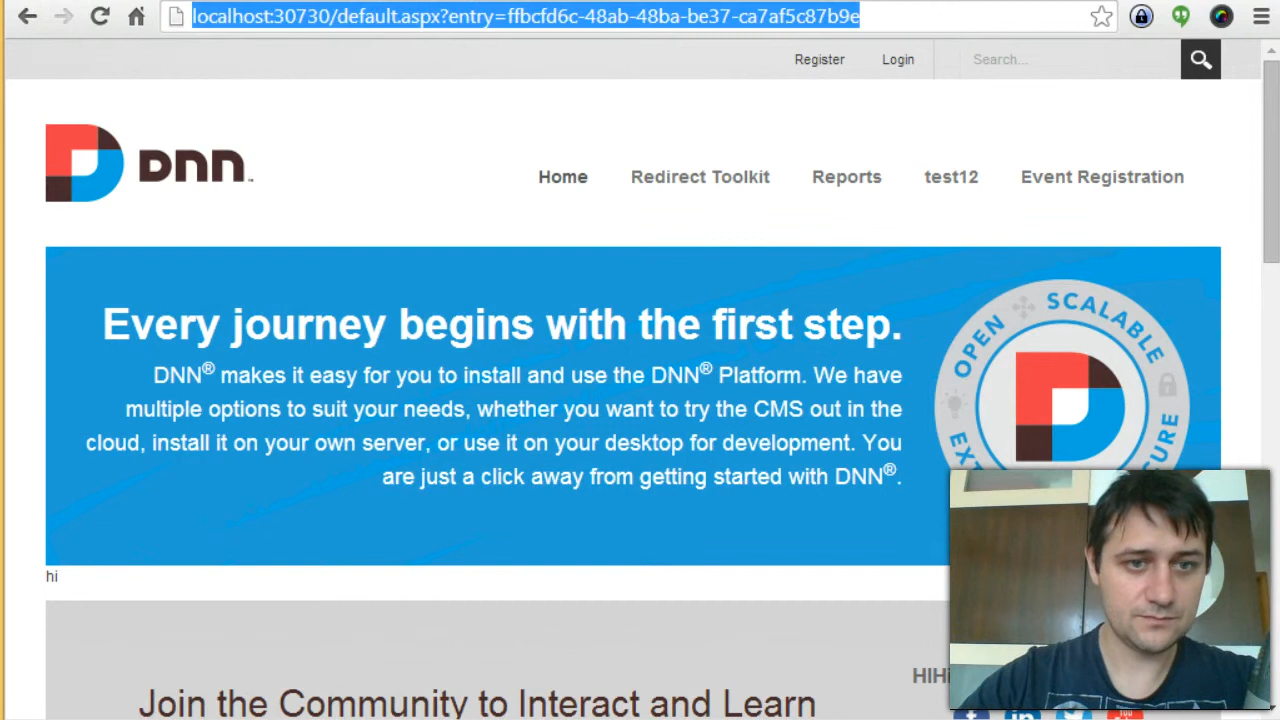 localhost:30730/default.aspx?entry=ffbcfd6c-48ab-48ba-be37-ca7af5c87b9e
Register Login Search...
DNN
Home Redirect Toolkit Reports test12 Event Registration
Every journey begins with the first step.
DNN® makes it easy for you to install and use the DNN® Platform. We have
multiple options to suit your needs, whether you want to try the CMS out in the
cloud, install it on your own server, or use it on your desktop for development. You
are just a click away from getting started with DNN®.
OPEN SCALABLE
hi
Join the Community to Interact and Learn